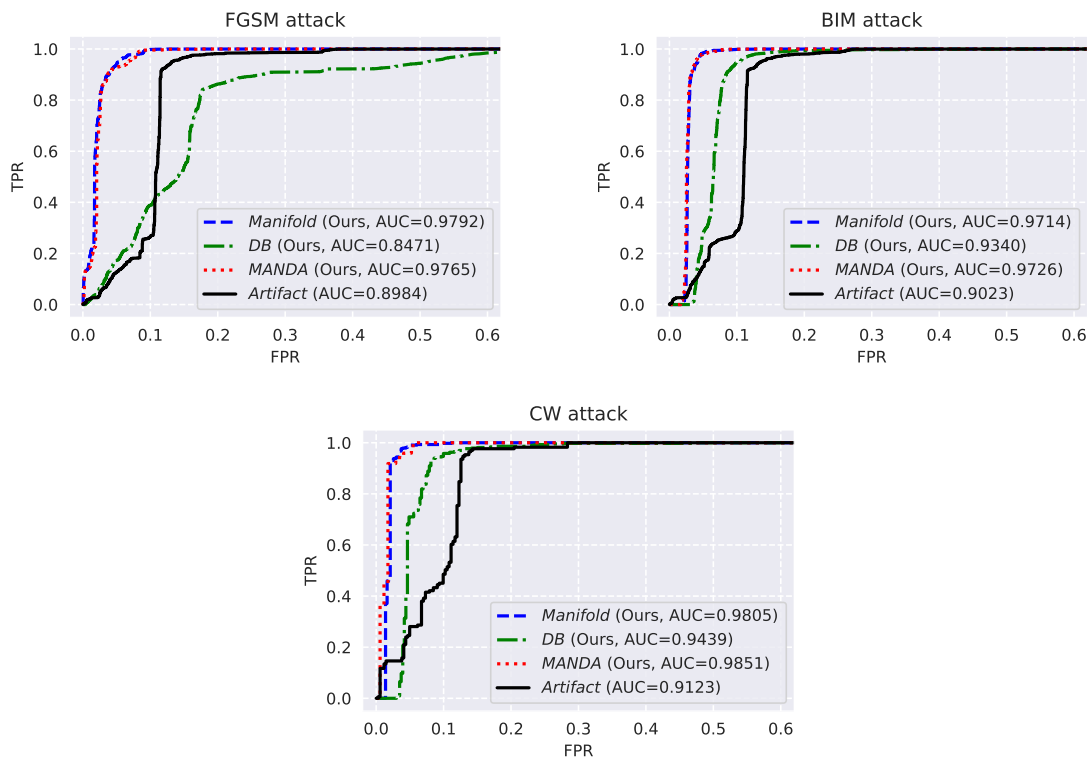 FGSM attack
1.0
0.8
0.6
0.4
0.2
0.0
TPR
Manifold (Ours, AUC=0.9792)
DB (Ours, AUC=0.8471)
MANDA (Ours, AUC=0.9765)
Artifact (AUC=0.8984)
0.0 0.1 0.2 0.3 0.4 0.5 0.6
FPR
BIM attack
1.0
0.8
0.6
0.4
0.2
0.0
TPR
Manifold (Ours, AUC=0.9714)
DB (Ours, AUC=0.9340)
MANDA (Ours, AUC=0.9726)
Artifact (AUC=0.9023)
0.0 0.1 0.2 0.3 0.4 0.5 0.6
FPR
CW attack
1.0
0.8
0.6
0.4
0.2
0.0
TPR
Manifold (Ours, AUC=0.9805)
DB (Ours, AUC=0.9439)
MANDA (Ours, AUC=0.9851)
Artifact (AUC=0.9123)
0.0 0.1 0.2 0.3 0.4 0.5 0.6
FPR